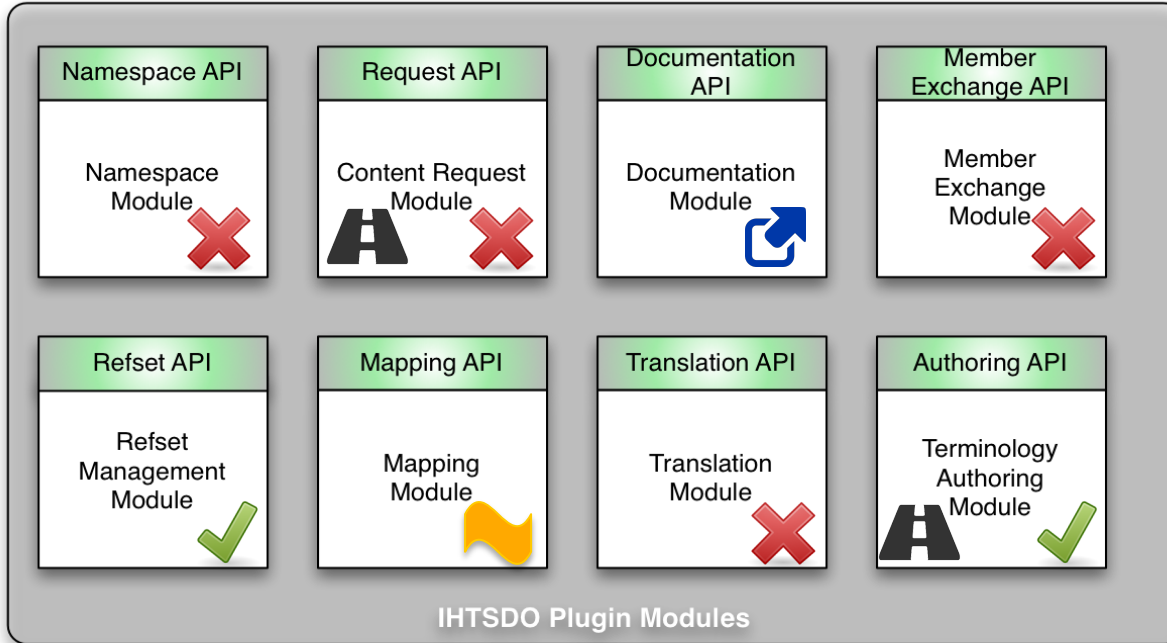 Namespace API
Namespace
Module
Request API
Content Request
Module
Documentation
API
Documentation
Module
Member
Exchange API
Member
Exchange
Module
Refset API
Refset
Management
Module
Mapping API
Mapping
Module
Translation API
Translation
Module
Authoring API
Terminology
Authoring
Module
IHTSDO Plugin Modules